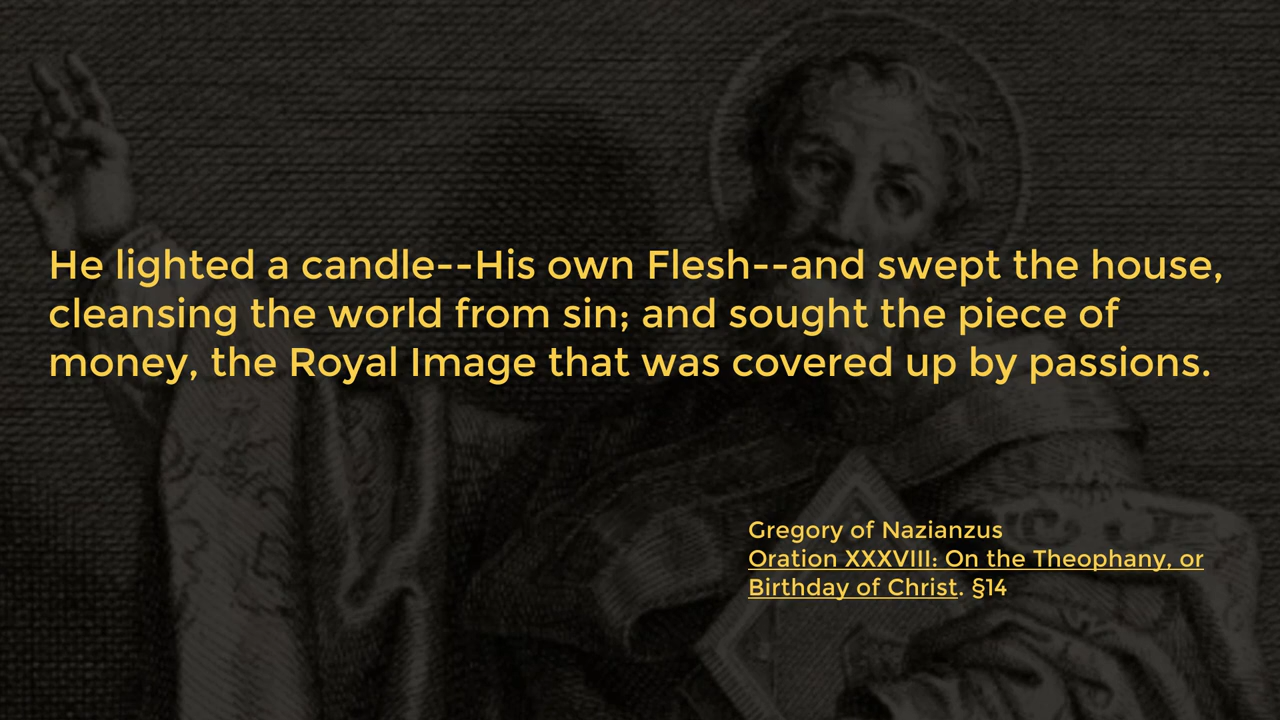 He lighted a candle--His own Flesh--and swept the house,
cleansing the world from sin; and sought the piece of
money, the Royal Image that was covered up by passions.
Gregory of Nazianzus
Oration XXXVIII: On the Theophany, or
Birthday of Christ. §14